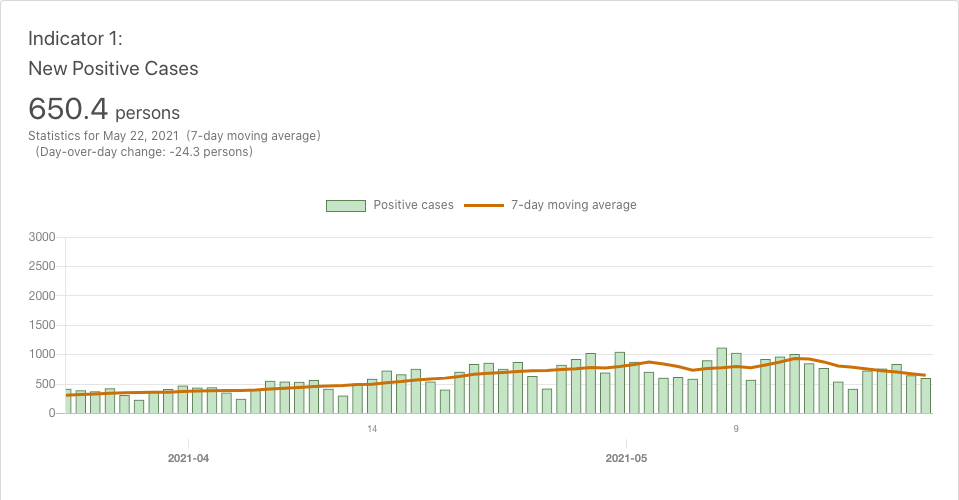 Indicator 1:
New Positive Cases
650.4 persons
Statistics for May 22, 2021 (7-day moving average)
(Day-over-day change: -24.3 persons)
Positive cases 7-day moving average
3000
2500
2000
1500
1000
500
0
14 9
2021-04 2021-05